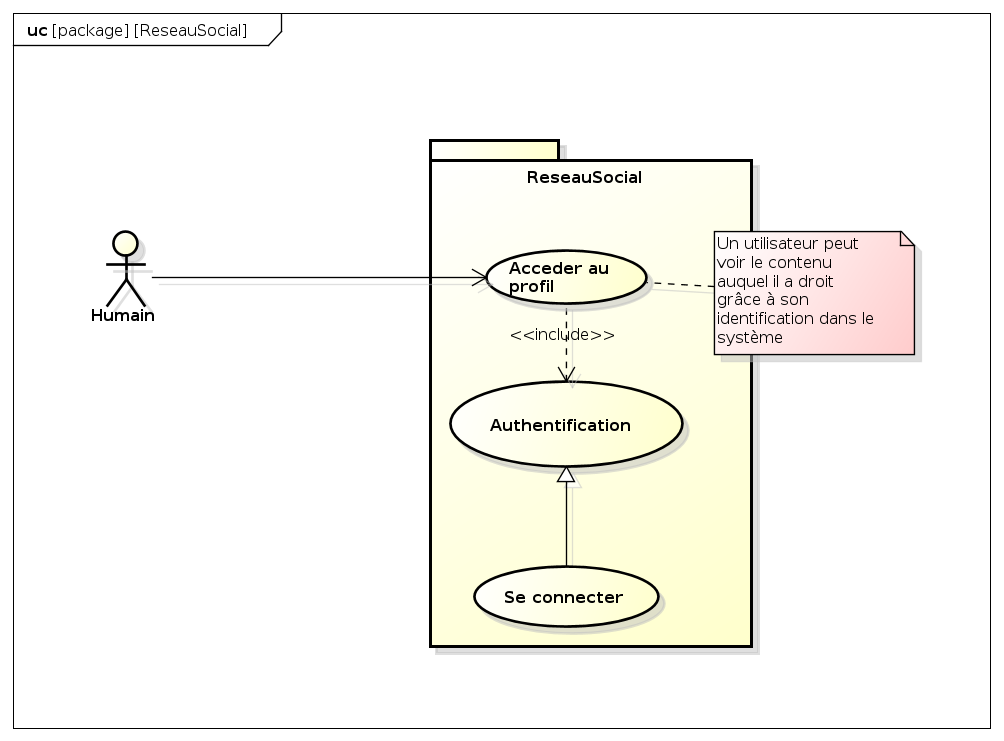 uc [package] [ReseauSocial]
ReseauSocial
Humain
Acceder au
profil
Un utilisateur peut
voir le contenu
auquel il a droit
grâce à son
identification dans le
système
<<include>>
Authentification
Se connecter